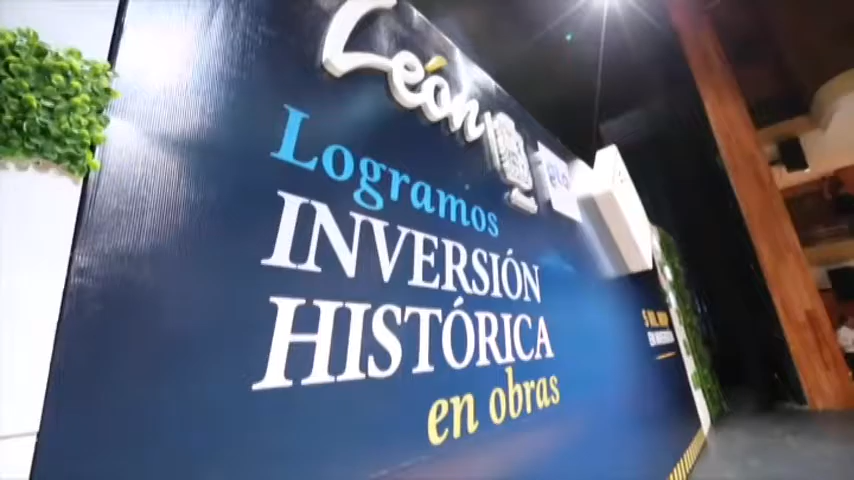 León
Logramos
INVERSIÓN
HISTÓRICA
en obras